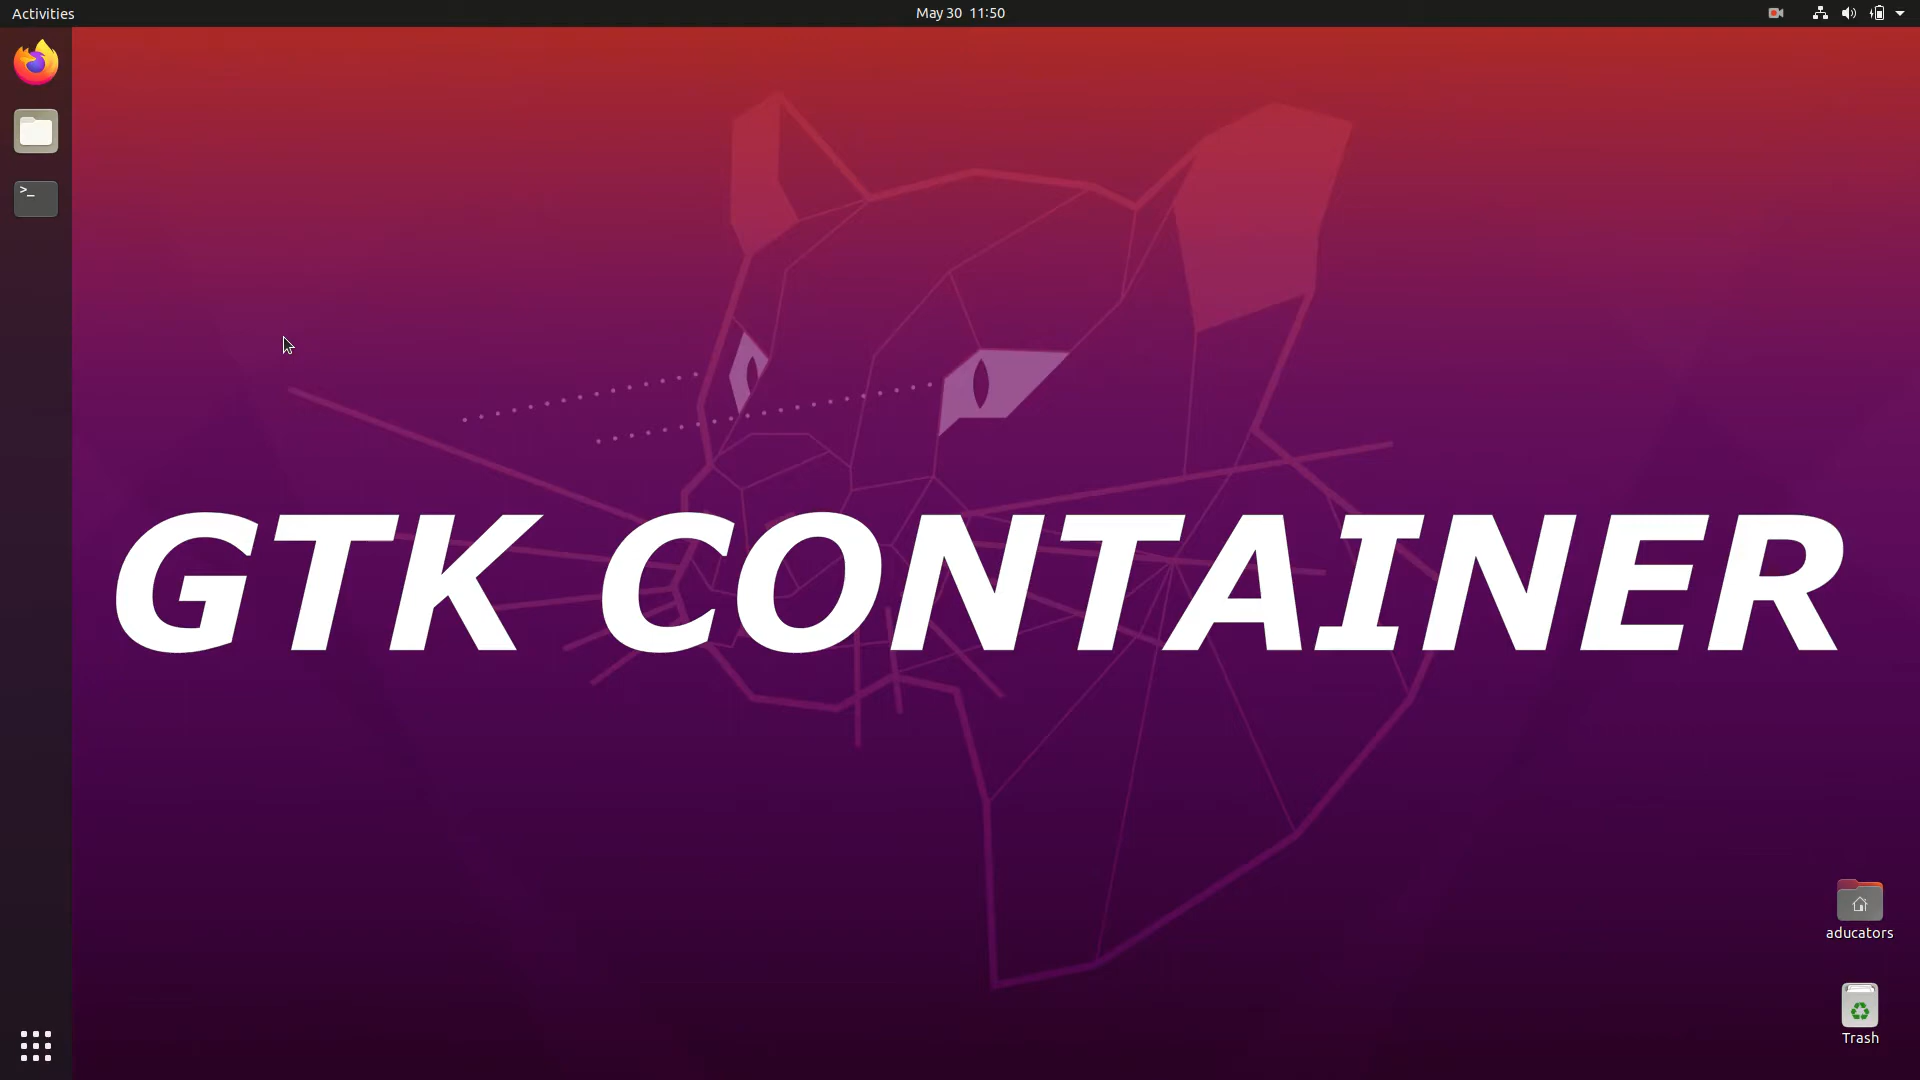 Activities
May 30 11:50
>_
GTK CONTAINER
aducators
Trash